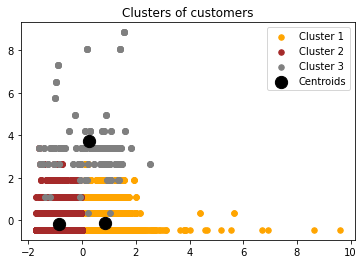 Clusters of customers
Cluster 1
Cluster 2
Cluster 3
Centroids
8
6
4
2
0
−2 0 2 4 6 8 10